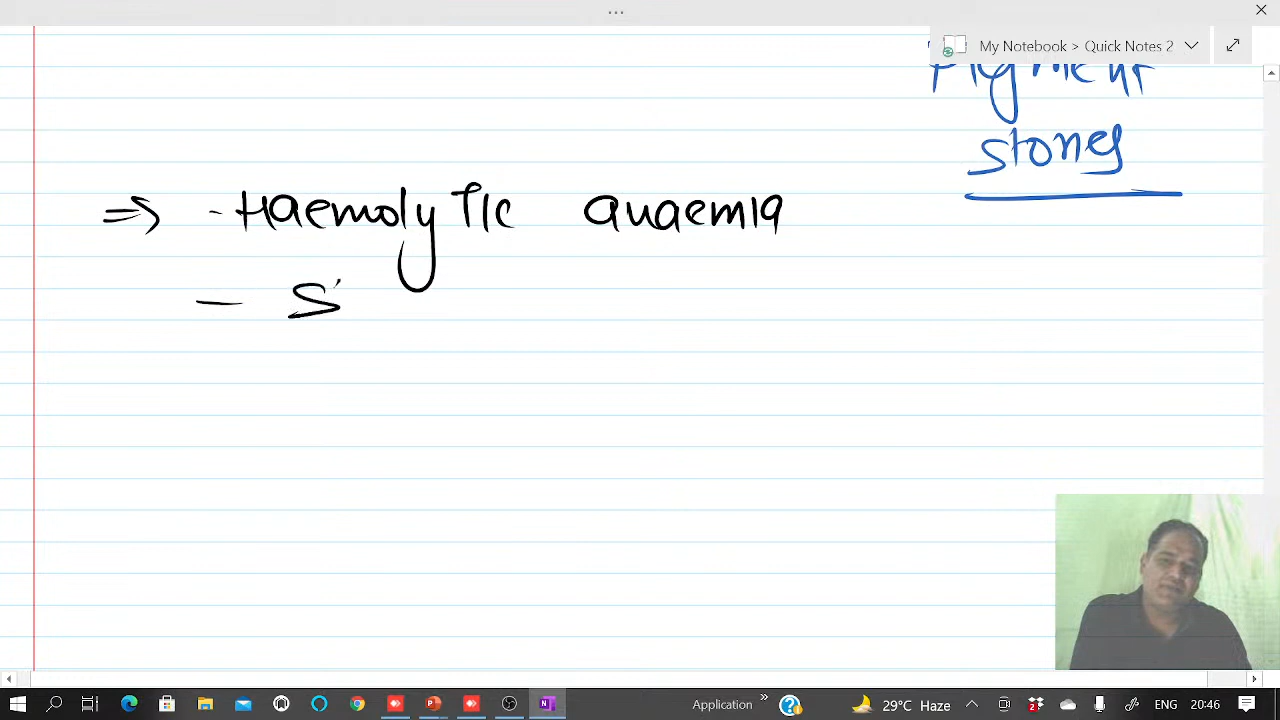 ...
My Notebook > Quick Notes 2
Pigment
stones
⇒ - Haemolytic anaemia
- S
Application
»
29°C Haze
ENG
20:46